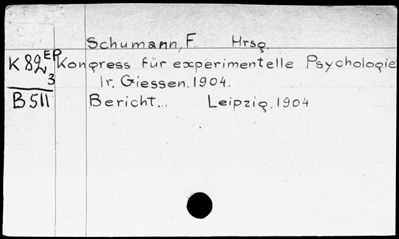 Schumann, F. Hrsg.
K 82 EP 3 Kongress für experimentelle Psychologie
1r. Giessen. 1904.
B 511 Bericht... Leipzig, 1904